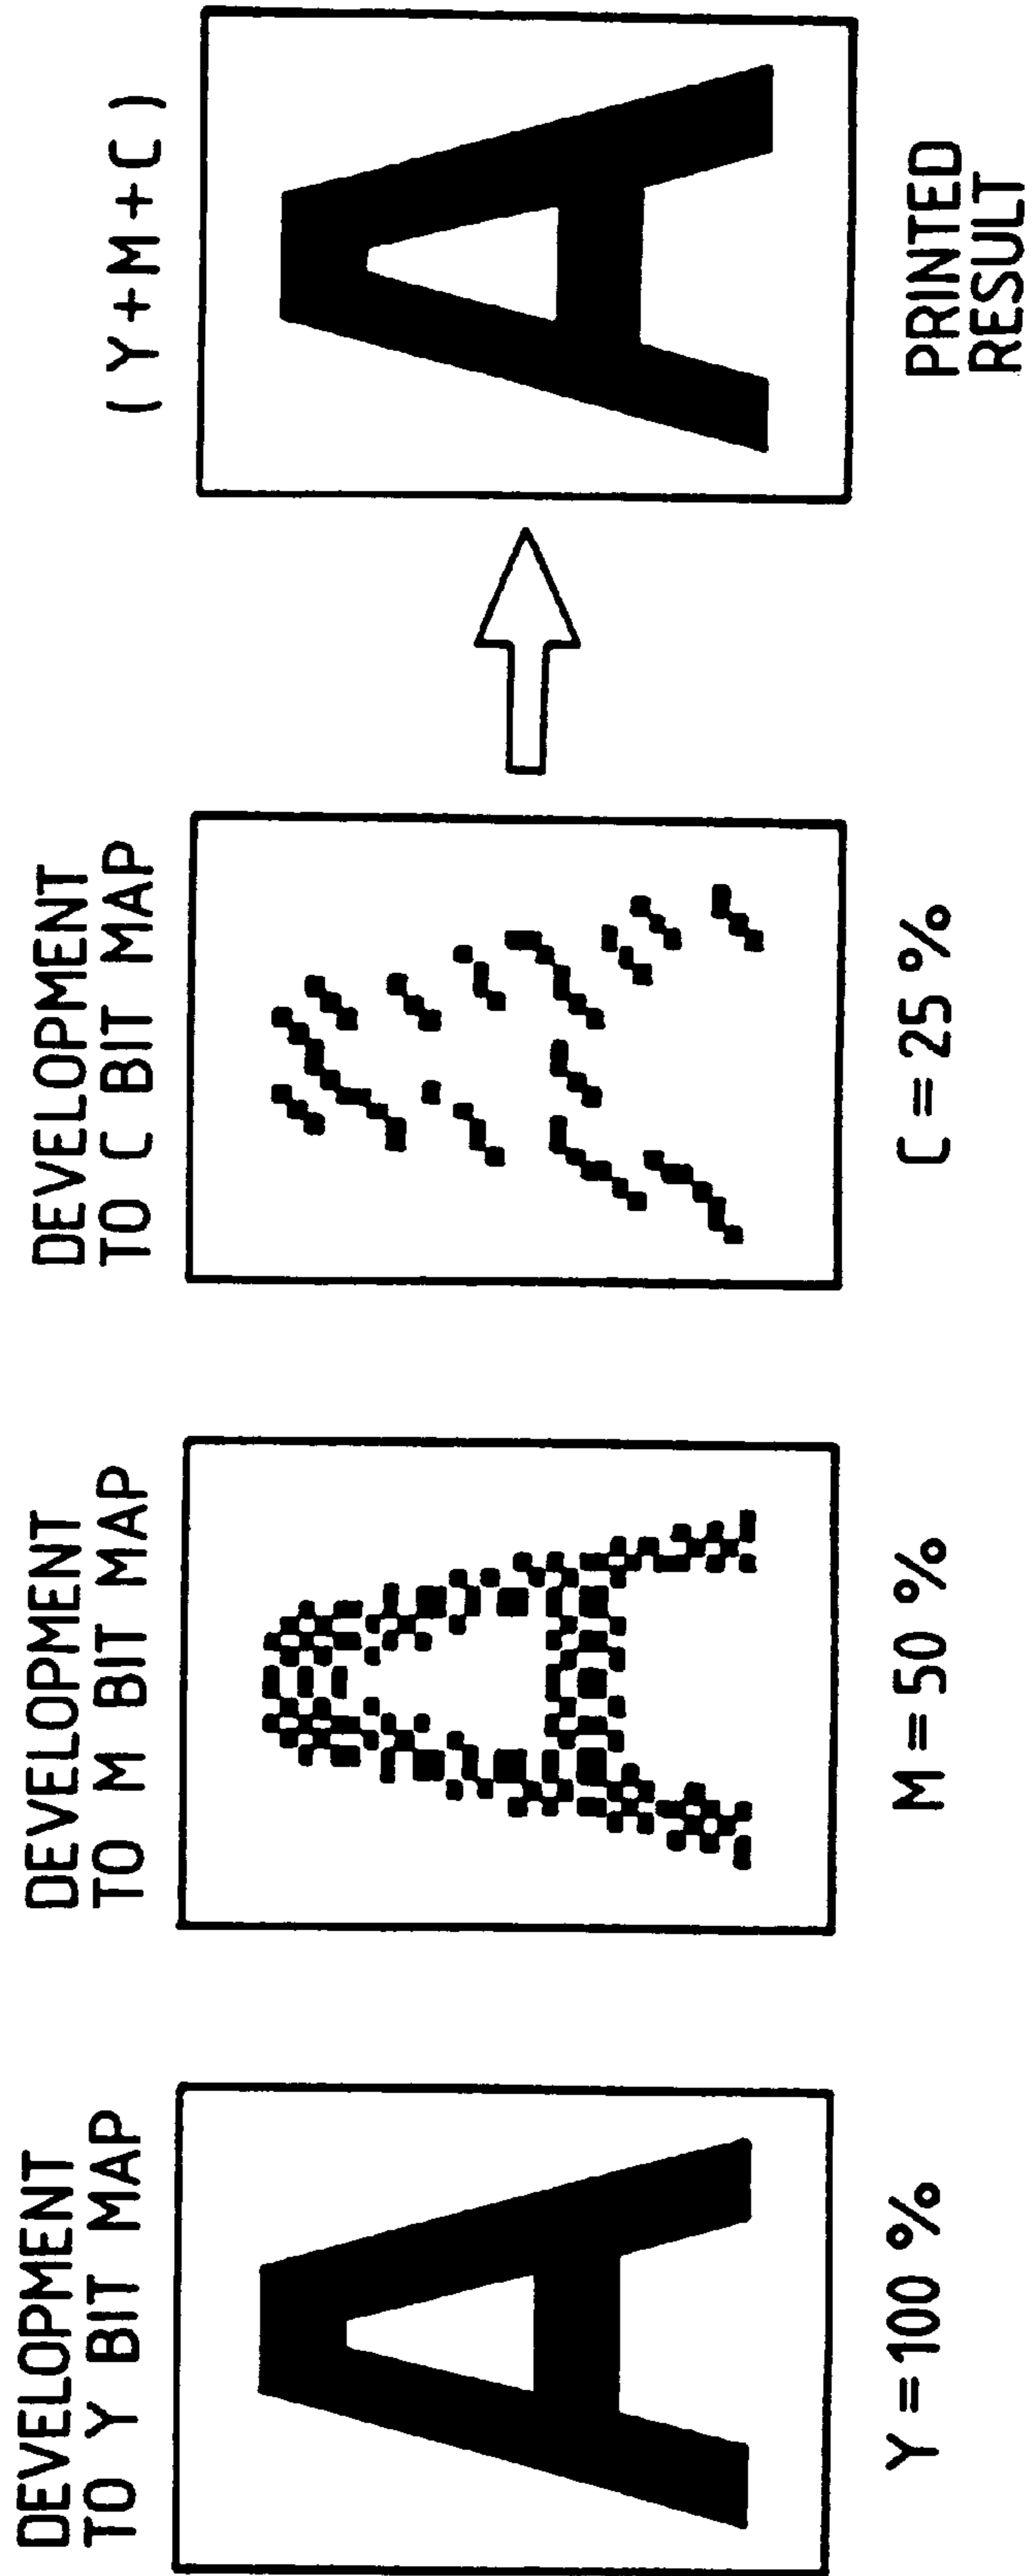 DEVELOPMENT
TO Y BIT MAP
A
Y = 100 %
DEVELOPMENT
TO M BIT MAP
A
M = 50 %
DEVELOPMENT
TO C BIT MAP
A
C = 25 %
( Y + M + C )
A
PRINTED
RESULT